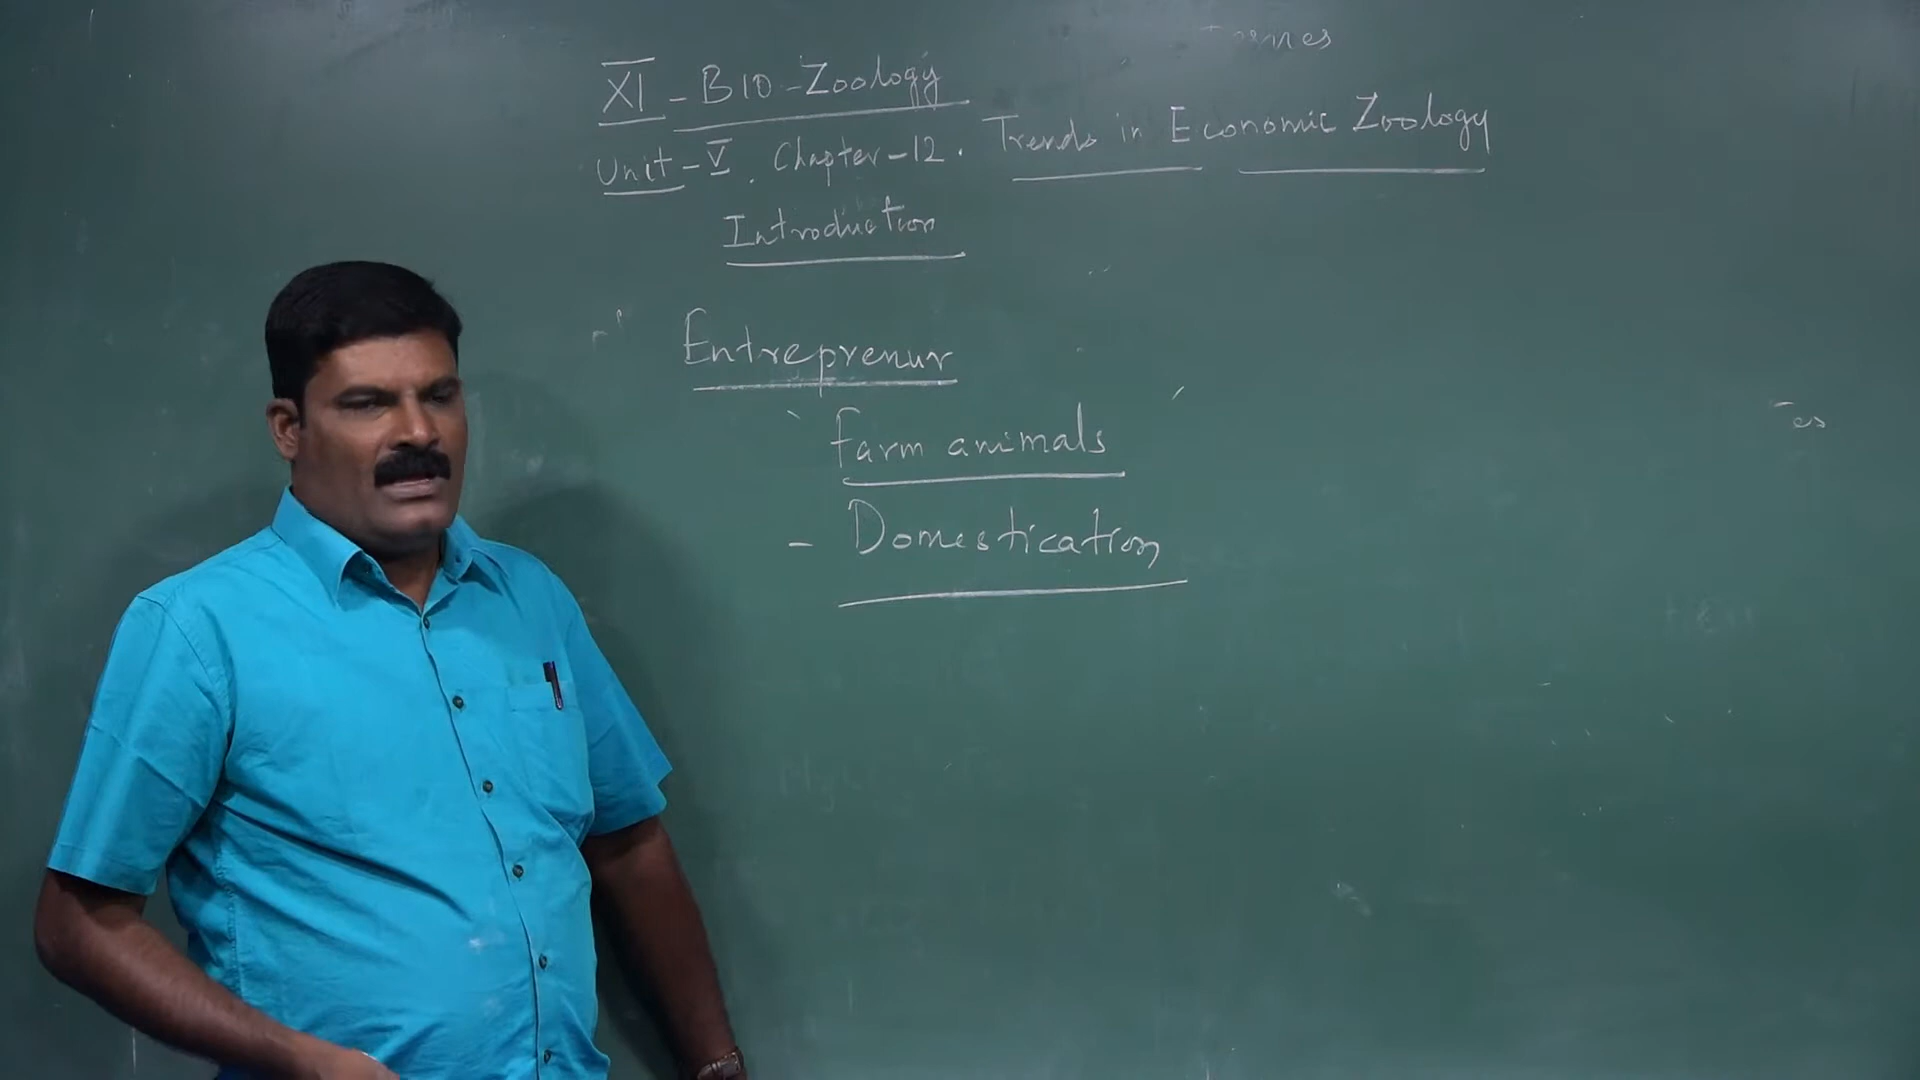 XI - BIO - Zoology
Unit - V. Chapter - 12. Trends in Economic Zoology
Introduction
Entreprenur
farm animals
- Domestication